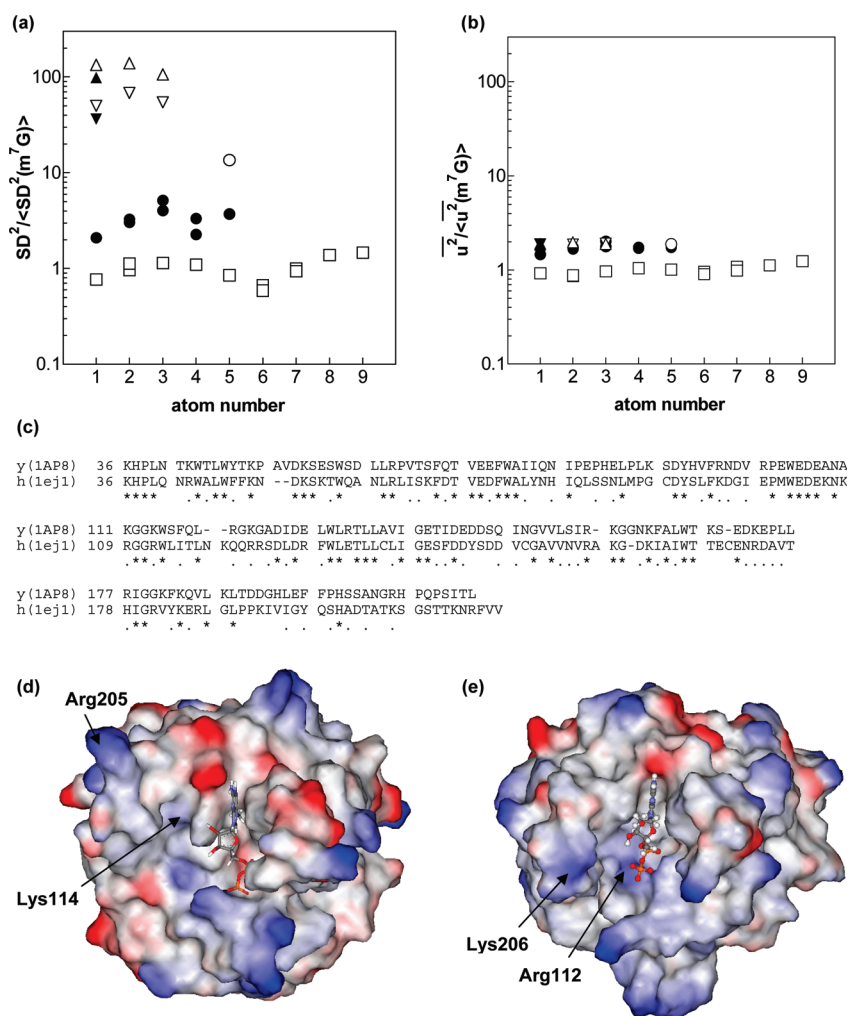 (a)
SD²/<SD²(m⁷G)>
100
10
1
0.1
1 2 3 4 5 6 7 8 9
atom number
(b)
u²/<u²(m⁷G)>
100
10
1
0.1
1 2 3 4 5 6 7 8 9
atom number
(c)
y(1AP8) 36 KHPLN TKWTLWYTKP AVDKSESWSD LLRPVTSFQT VEEFWAIIQN IPEPHELPLK SDYHVFRNDV RPEWEDEANA
h(1ej1) 36 KHPLQ NRWALWFFKN --DKSKTWQA NLRLISKFDT VEDFWALYNH IQLSSNLMPG CDYSLFKDGI EPMWEDEKNK
y(1AP8) 111 KGGKWSFQL- -RGKGADIDE LWLRTLLAVI GETIDEDDSQ INGVVLSIR- KGGNKFALWT KS-EDKEPLL
h(1ej1) 109 RGGRWLITLN KQQRRSDLDR FWLETLLCLI GESFDDYSDD VCGAVVNVRA KG-DKIAIWT TECENRDAVT
y(1AP8) 177 RIGGKFKQVL KLTDDGHLEF FPHSSANGRH PQPSITL
h(1ej1) 178 HIGRVYKERL GLPPKIVIGY QSHADTATKS GSTTKNRFVV
(d)
Arg205
Lys114
(e)
Lys206
Arg112